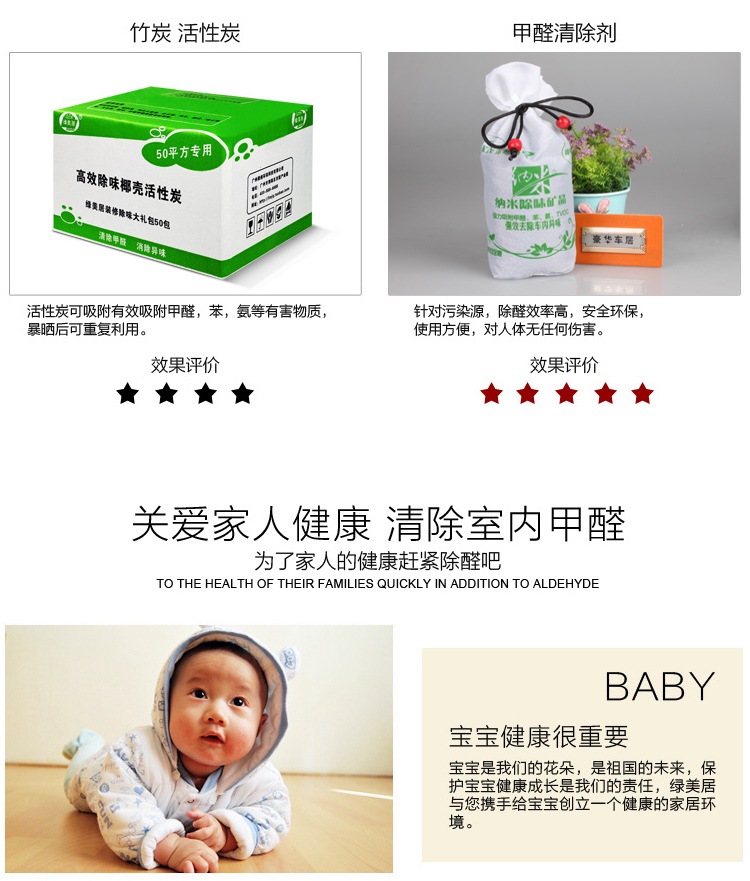 竹炭 活性炭
50平方专用
高效除味椰壳活性炭
绿美居装修除味大礼包50包
清除甲醛 消除异味
活性炭可吸附有效吸附甲醛，苯，氨等有害物质，
暴晒后可重复利用。
效果评价
甲醛清除剂
纳米
纳米除味矿晶
强效去除车内异味
豪华车居
针对污染源，除醛效率高，安全环保，
使用方便，对人体无任何伤害。
效果评价
关爱家人健康 清除室内甲醛
为了家人的健康赶紧除醛吧
TO THE HEALTH OF THEIR FAMILIES QUICKLY IN ADDITION TO ALDEHYDE
BABY
宝宝健康很重要
宝宝是我们的花朵，是祖国的未来，保
护宝宝健康成长是我们的责任，绿美居
与您携手给宝宝创立一个健康的家居环
境。